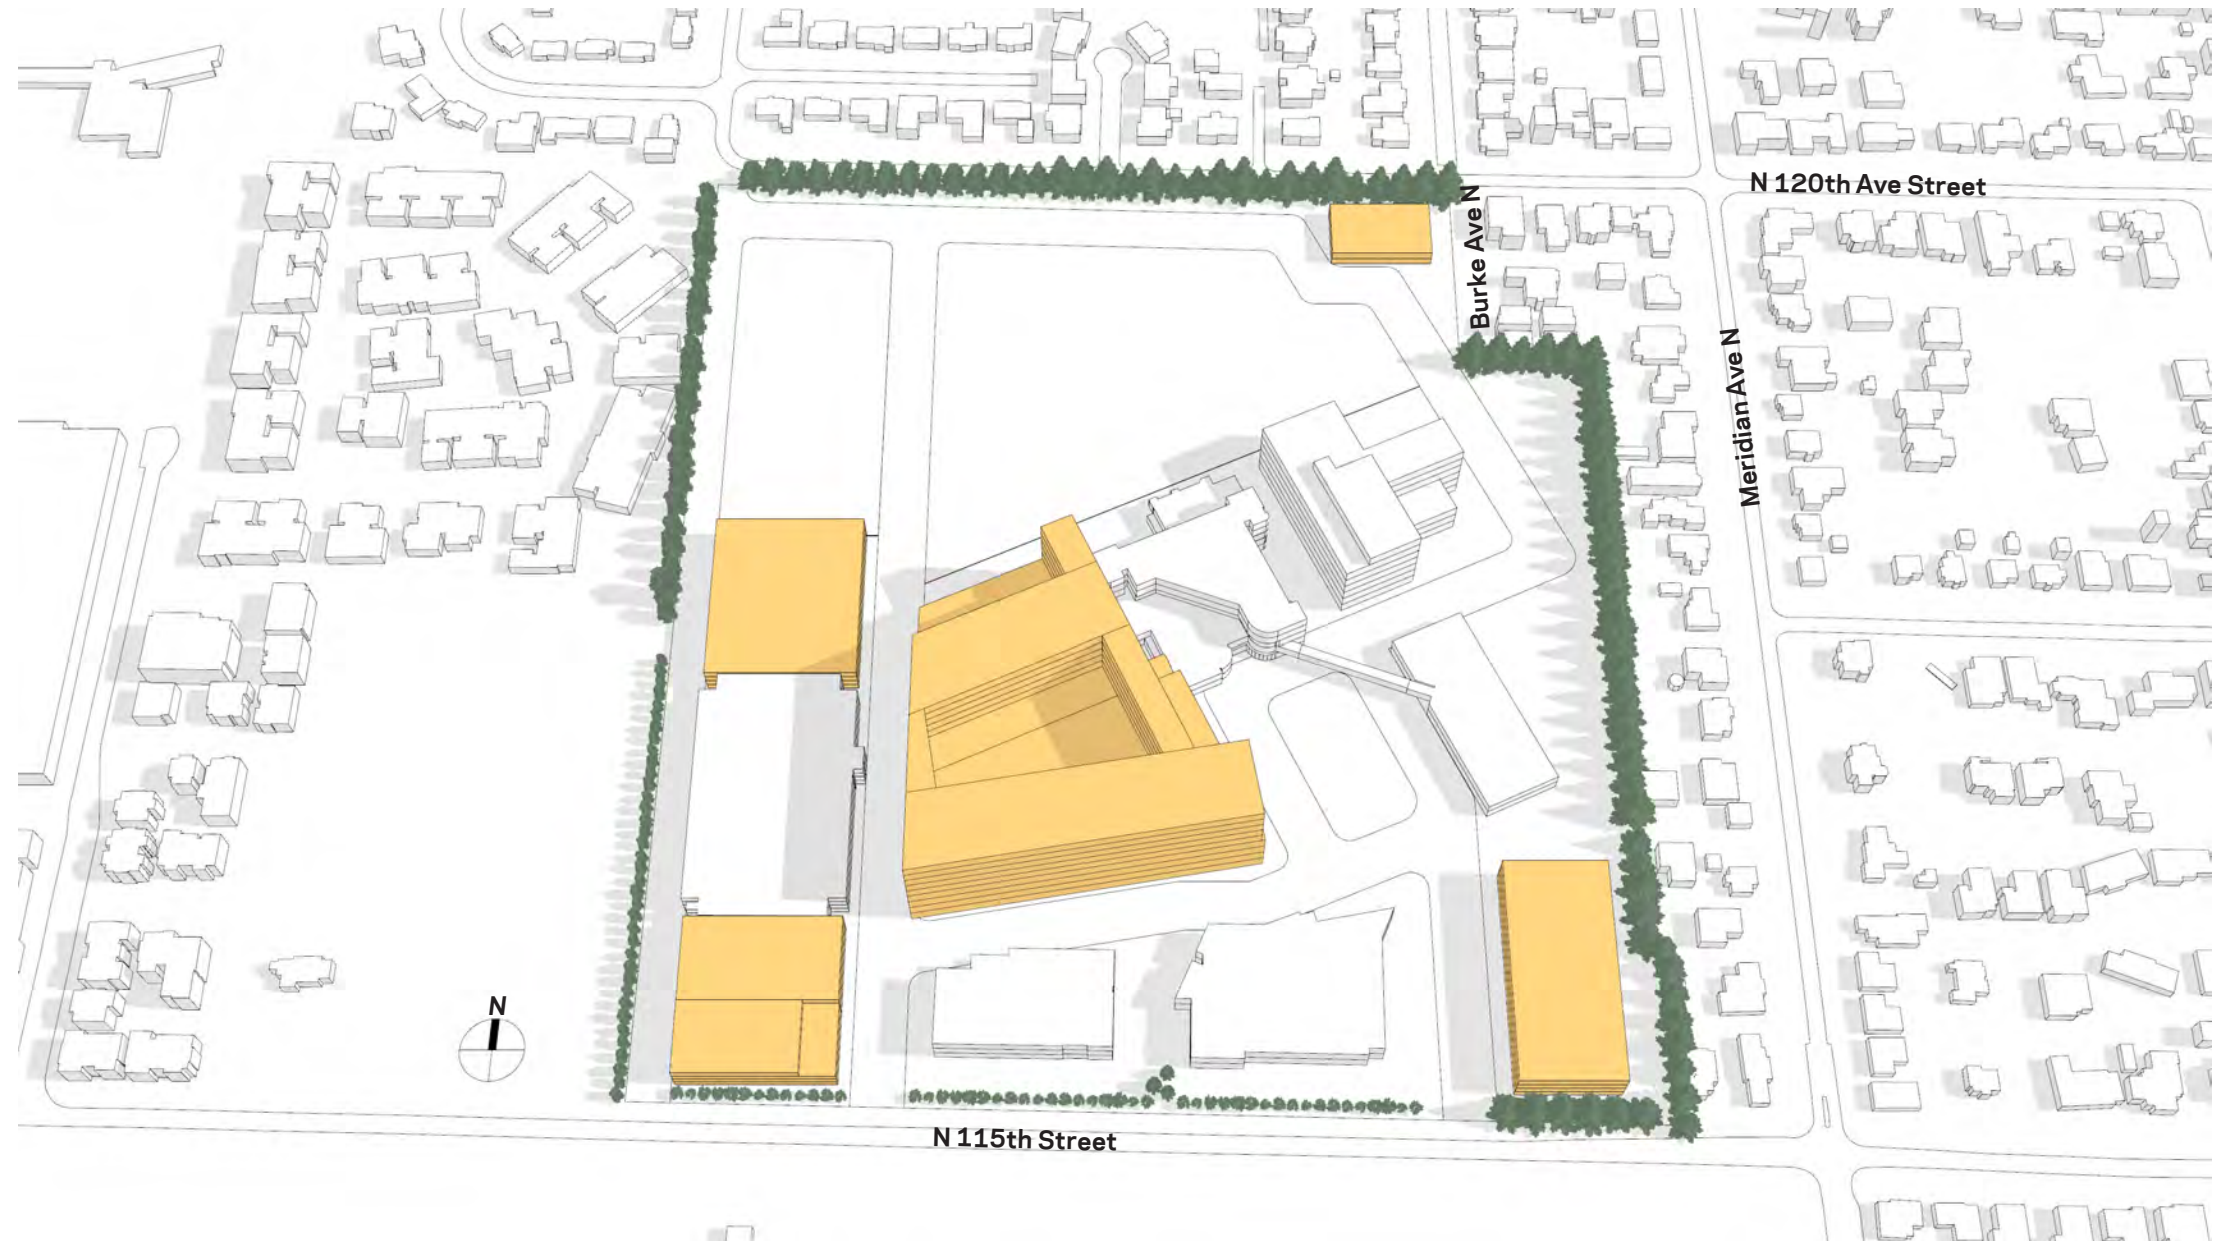 N 120th Ave Street
Burke Ave N
Meridian Ave N
N
N 115th Street